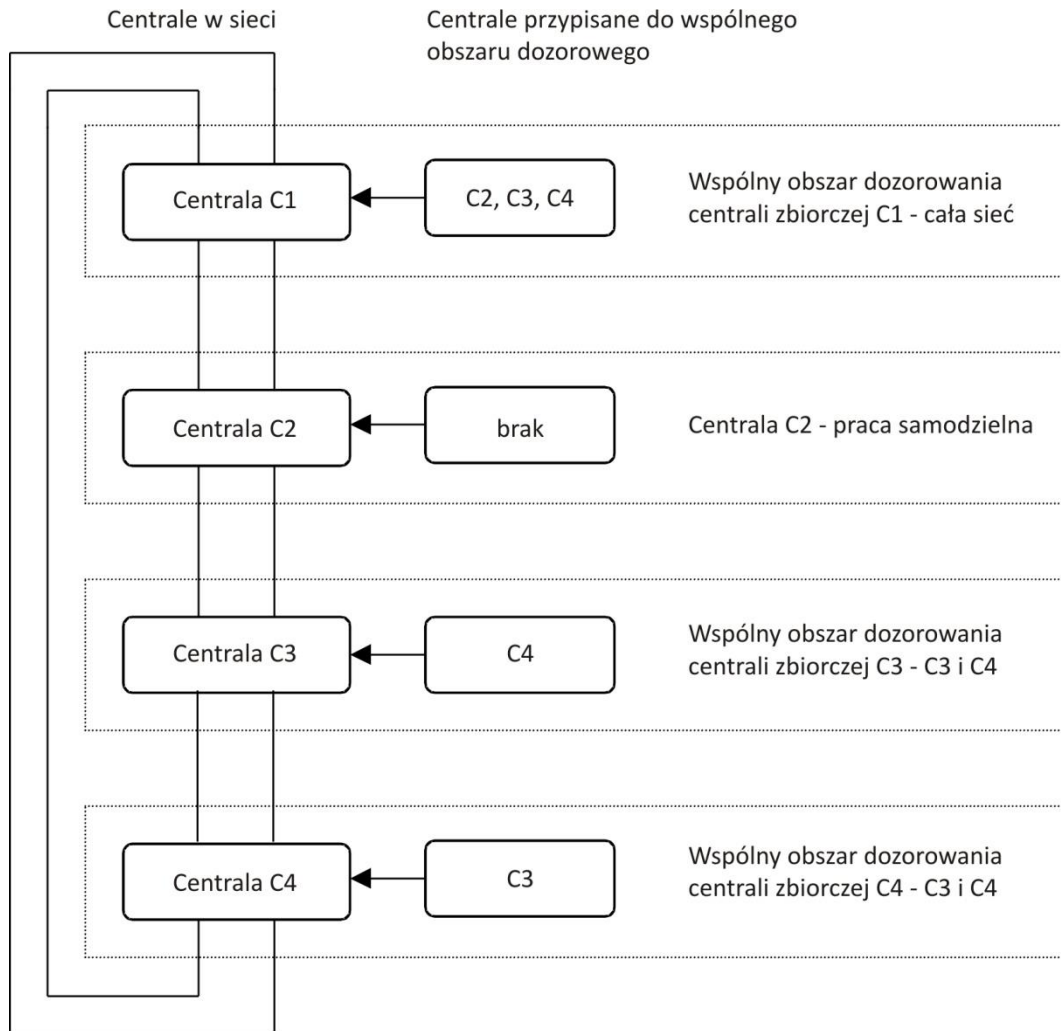 Centrale w sieci
Centrale przypisane do wspólnego
obszaru dozorowego
Centrala C1
C2, C3, C4
Wspólny obszar dozorowania
centrali zbiorczej C1 - cała sieć
Centrala C2
brak
Centrala C2 - praca samodzielna
Centrala C3
C4
Wspólny obszar dozorowania
centrali zbiorczej C3 - C3 i C4
Centrala C4
C3
Wspólny obszar dozorowania
centrali zbiorczej C4 - C3 i C4